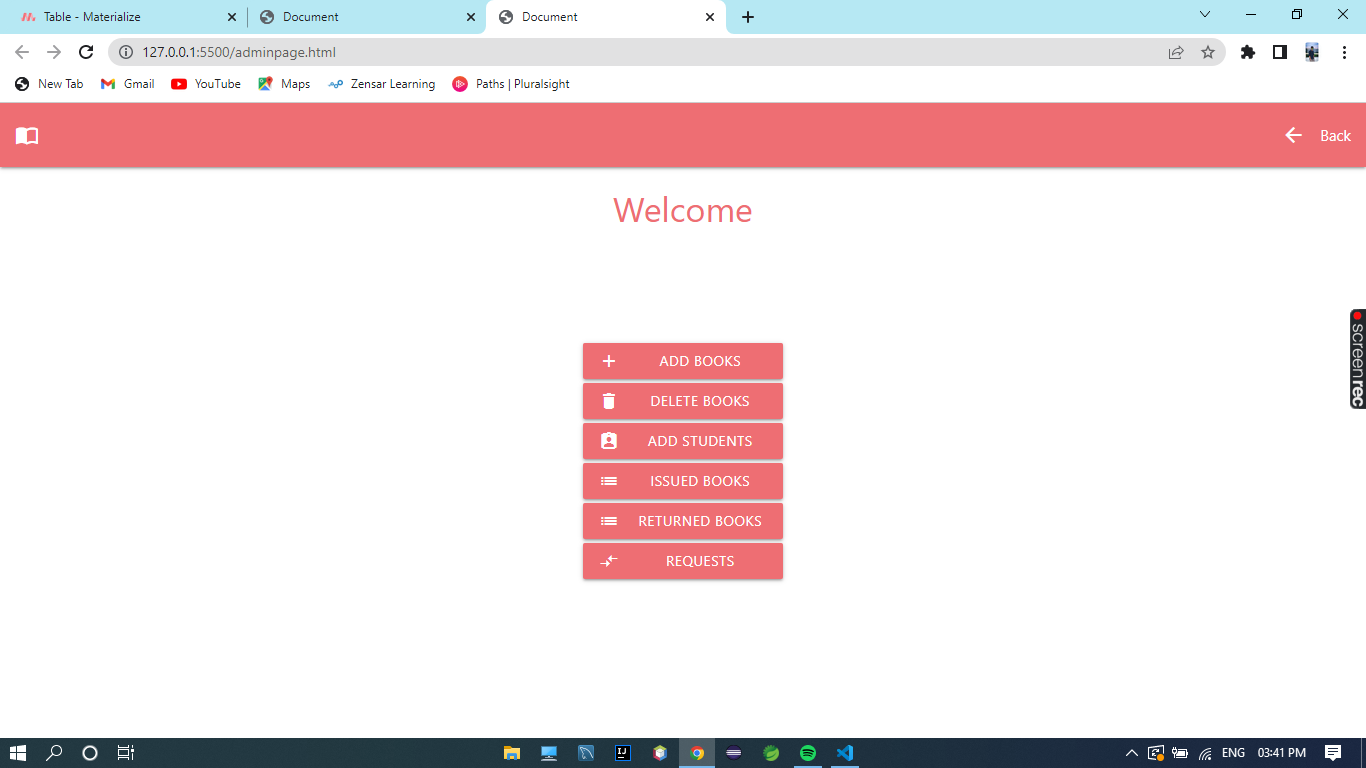 Table - Materialize
Document
Document
127.0.0.1:5500/adminpage.html
New Tab
Gmail
YouTube
Maps
Zensar Learning
Paths | Pluralsight
Back
Welcome
ADD BOOKS
DELETE BOOKS
ADD STUDENTS
ISSUED BOOKS
RETURNED BOOKS
REQUESTS
screenrec
IJ
ENG
03:41 PM